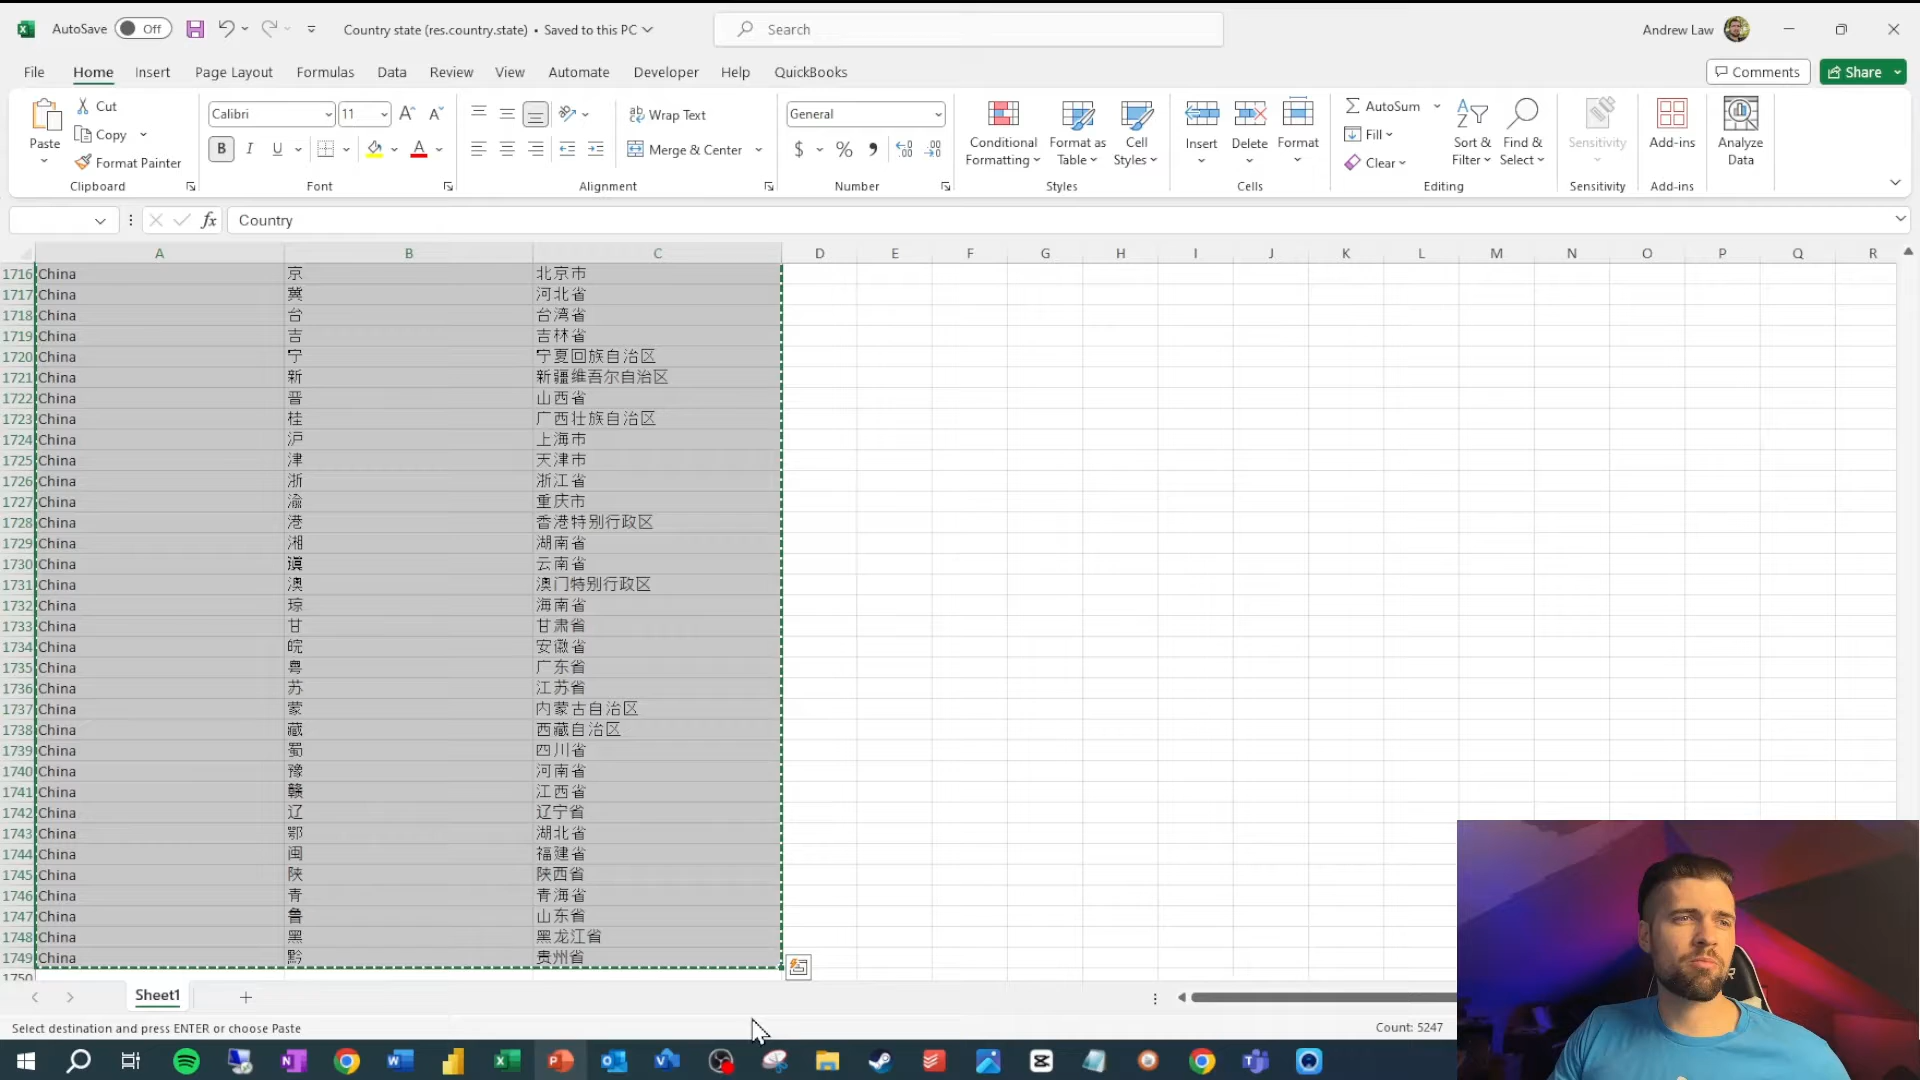 AutoSave Off Country state (res.country.state) • Saved to this PC Search Andrew Law
File Home Insert Page Layout Formulas Data Review View Automate Developer Help QuickBooks Comments Share
Paste Cut Copy Format Painter Clipboard
Calibri 11 B I U A Font
Wrap Text Merge & Center Alignment
General $ % Number
Conditional Formatting Format as Table Cell Styles Styles
Insert Delete Format Cells
AutoSum Fill Clear Sort & Filter Find & Select Editing
Sensitivity Sensitivity
Add-ins Add-ins
Analyze Data
fx Country
A B C D E F G H I J K L M N O P Q R
1716 China 京 北京市
1717 China 冀 河北省
1718 China 台 台湾省
1719 China 吉 吉林省
1720 China 宁 宁夏回族自治区
1721 China 新 新疆维吾尔自治区
1722 China 晋 山西省
1723 China 桂 广西壮族自治区
1724 China 沪 上海市
1725 China 津 天津市
1726 China 浙 浙江省
1727 China 渝 重庆市
1728 China 港 香港特别行政区
1729 China 湘 湖南省
1730 China 云南省
1731 China 澳 澳门特别行政区
1732 China 琼 海南省
1733 China 甘 甘肃省
1734 China 皖 安徽省
1735 China 粤 广东省
1736 China 苏 江苏省
1737 China 蒙 内蒙古自治区
1738 China 藏 西藏自治区
1739 China 蜀 四川省
1740 China 豫 河南省
1741 China 赣 江西省
1742 China 辽 辽宁省
1743 China 鄂 湖北省
1744 China 闽 福建省
1745 China 陕 陕西省
1746 China 青 青海省
1747 China 鲁 山东省
1748 China 黑 黑龙江省
1749 China 黔 贵州省
1750
Sheet1
Select destination and press ENTER or choose Paste Count: 5247